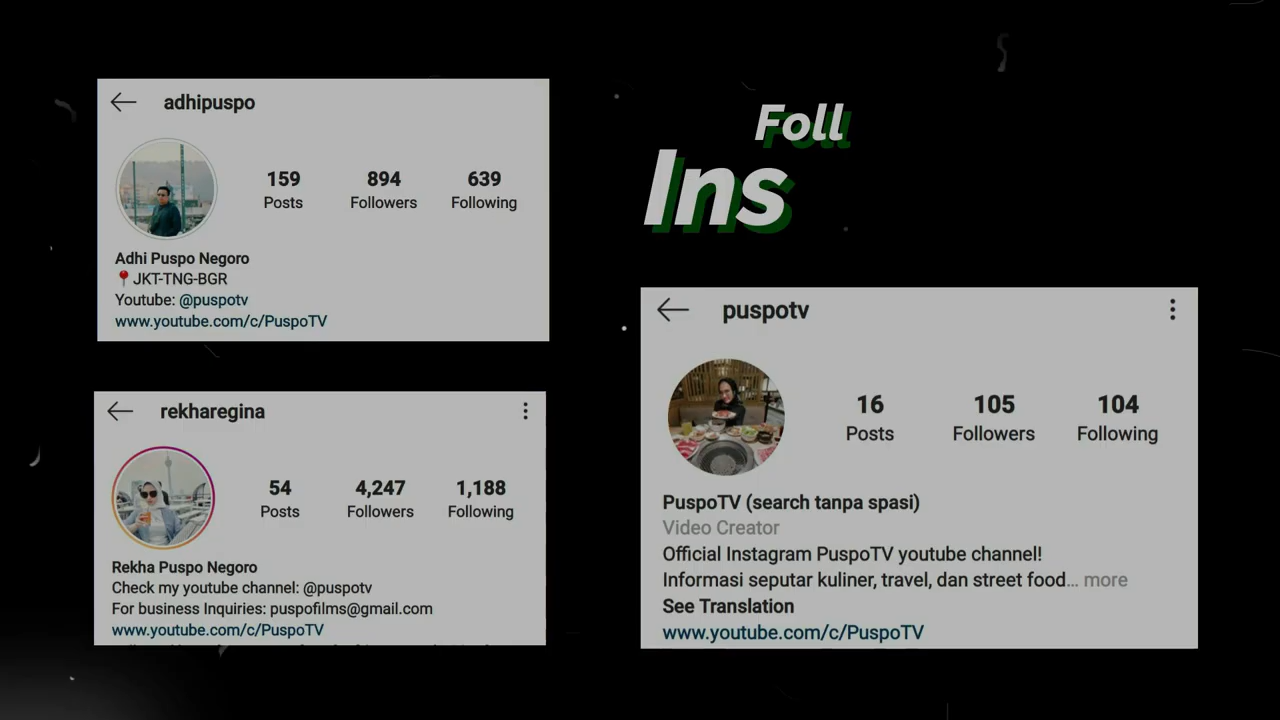 adhipuspo
159 894 639
Posts Followers Following
Adhi Puspo Negoro
📍JKT-TNG-BGR
Youtube: @puspotv
www.youtube.com/c/PuspoTV
rekharegina
54 4,247 1,188
Posts Followers Following
Rekha Puspo Negoro
Check my youtube channel: @puspotv
For business Inquiries: puspofilms@gmail.com
www.youtube.com/c/PuspoTV
Foll
Ins
puspotv
16 105 104
Posts Followers Following
PuspoTV (search tanpa spasi)
Video Creator
Official Instagram PuspoTV youtube channel!
Informasi seputar kuliner, travel, dan street food... more
See Translation
www.youtube.com/c/PuspoTV